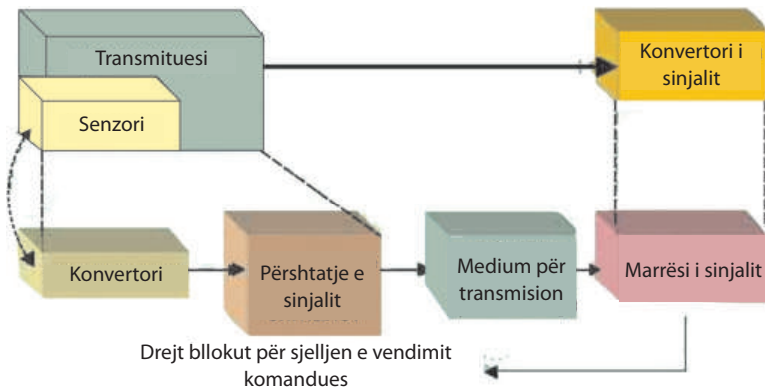 Transmituesi
Konvertori i
sinjalit
Senzori
Konvertori
Përshtatje e
sinjalit
Medium për
transmision
Marrësi i sinjalit
Drejt bllokut për sjelljen e vendimit
komandues